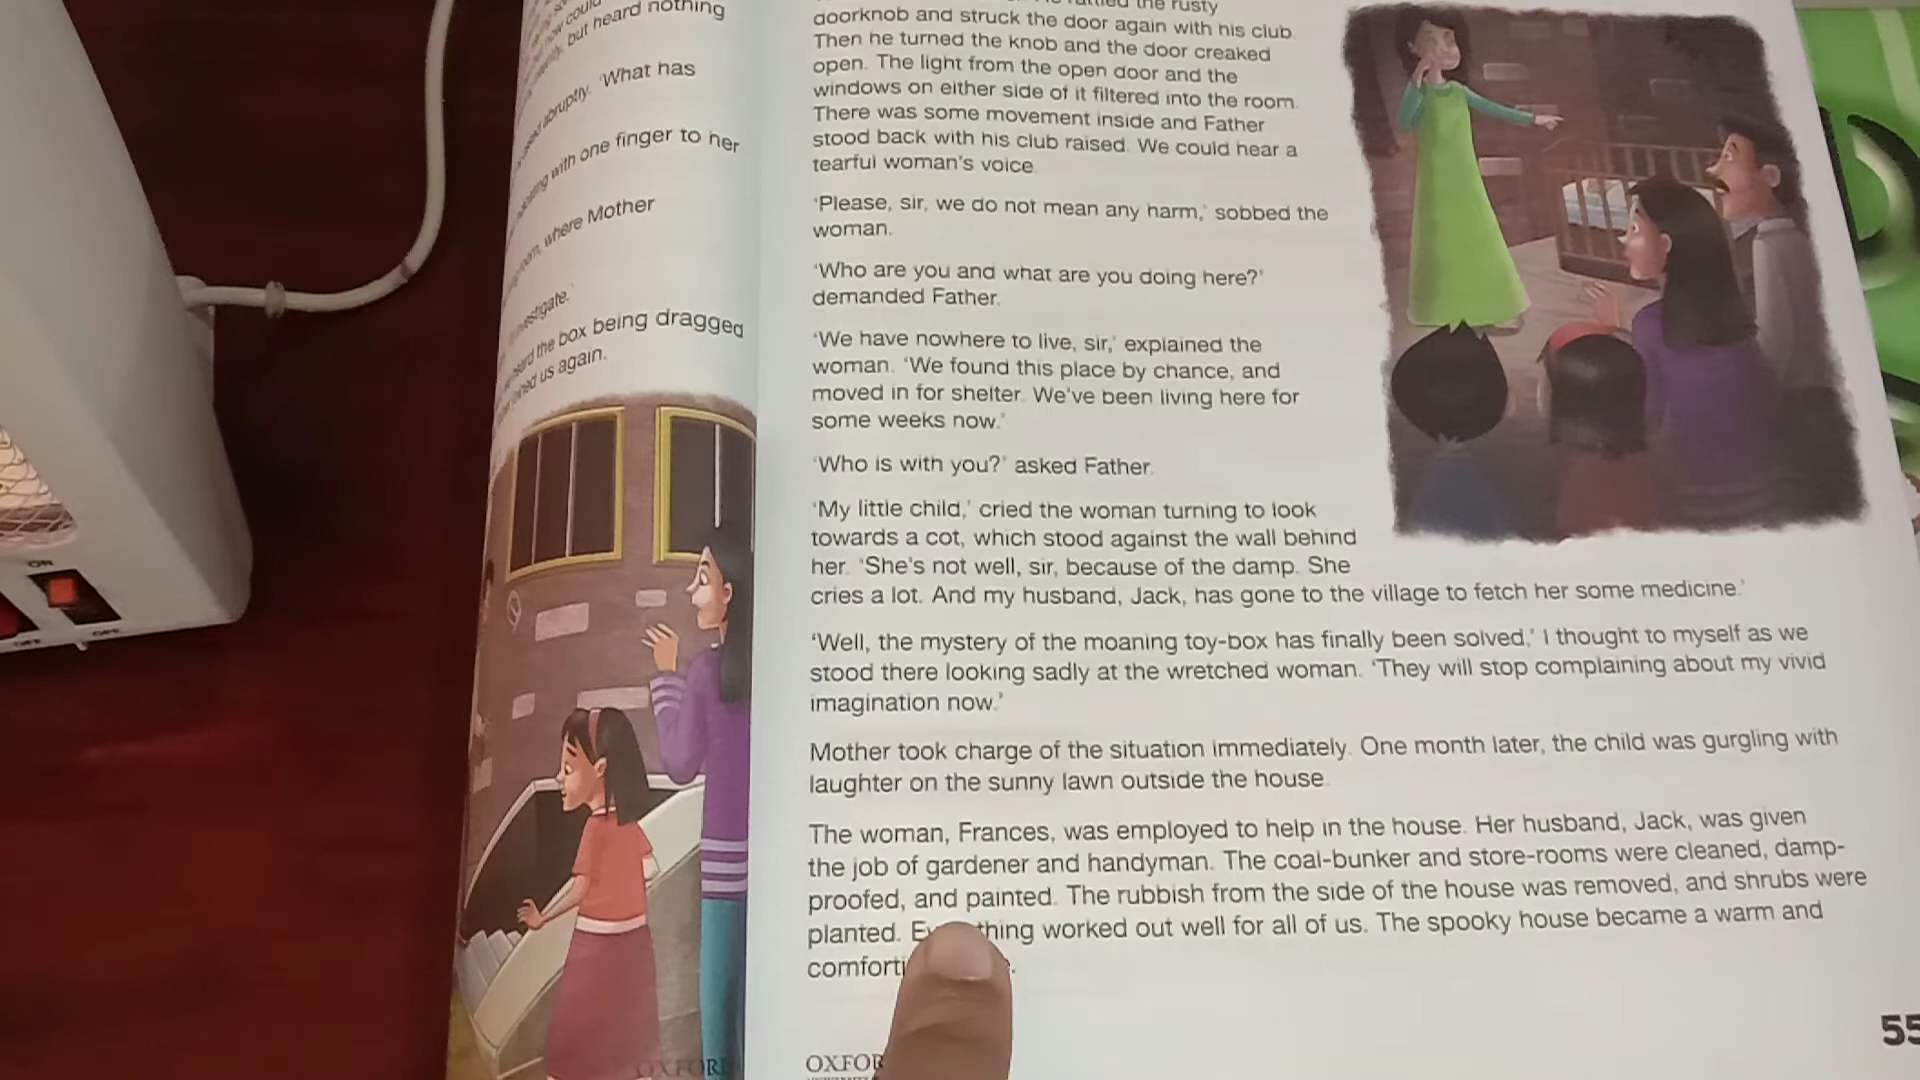 but heard nothing
abruptly. 'What has
with one finger to her
room, where Mother
investigate.
heard the box being dragged
joined us again.
OXFORD
the rusty
doorknob and struck the door again with his club.
Then he turned the knob and the door creaked
open. The light from the open door and the
windows on either side of it filtered into the room.
There was some movement inside and Father
stood back with his club raised. We could hear a
tearful woman's voice.
'Please, sir, we do not mean any harm,' sobbed the
woman.
'Who are you and what are you doing here?'
demanded Father.
'We have nowhere to live, sir,' explained the
woman. 'We found this place by chance, and
moved in for shelter. We've been living here for
some weeks now.'
'Who is with you?' asked Father.
'My little child,' cried the woman turning to look
towards a cot, which stood against the wall behind
her. 'She's not well, sir, because of the damp. She
cries a lot. And my husband, Jack, has gone to the village to fetch her some medicine.'
'Well, the mystery of the moaning toy-box has finally been solved,' I thought to myself as we
stood there looking sadly at the wretched woman. 'They will stop complaining about my vivid
imagination now.'
Mother took charge of the situation immediately. One month later, the child was gurgling with
laughter on the sunny lawn outside the house.
The woman, Frances, was employed to help in the house. Her husband, Jack, was given
the job of gardener and handyman. The coal-bunker and store-rooms were cleaned, damp-
proofed, and painted. The rubbish from the side of the house was removed, and shrubs were
planted. worked out well for all of us. The spooky house became a warm and
55
ON
OFF
OFF